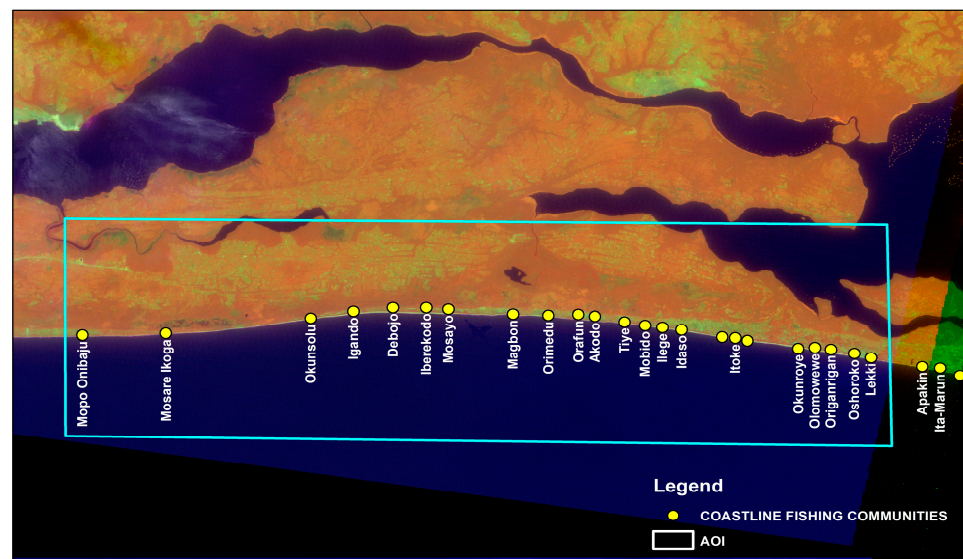 Mopo Onibaju
Mosare Ikoga
Okunsolu
Igando
Debojo
Iberekodo
Mosayo
Magbon
Orimedu
Orafun
Akodo
Tiye
Mobido
Ilege
Idaso
Itoke
Okunroye
Olomowewe
Origanrigan
Oshoroko
Lekki
Apakin
Ita-Marun
Legend
COASTLINE FISHING COMMUNITIES
AOI